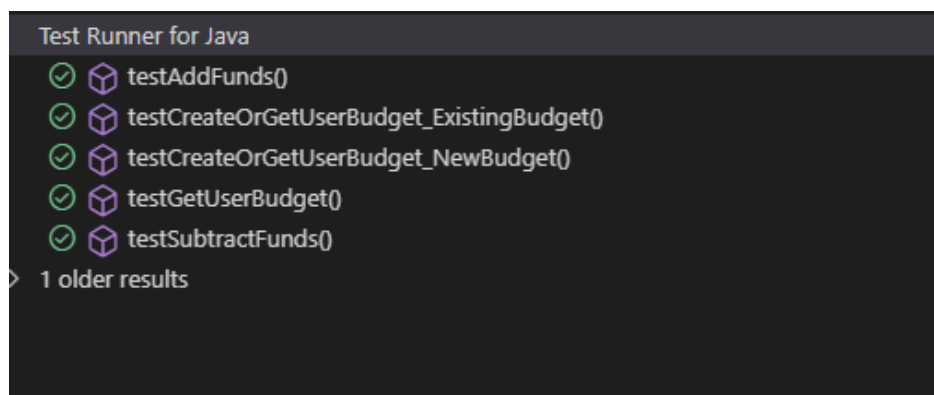 Test Runner for Java
testAddFunds()
testCreateOrGetUserBudget_ExistingBudget()
testCreateOrGetUserBudget_NewBudget()
testGetUserBudget()
testSubtractFunds()
1 older results